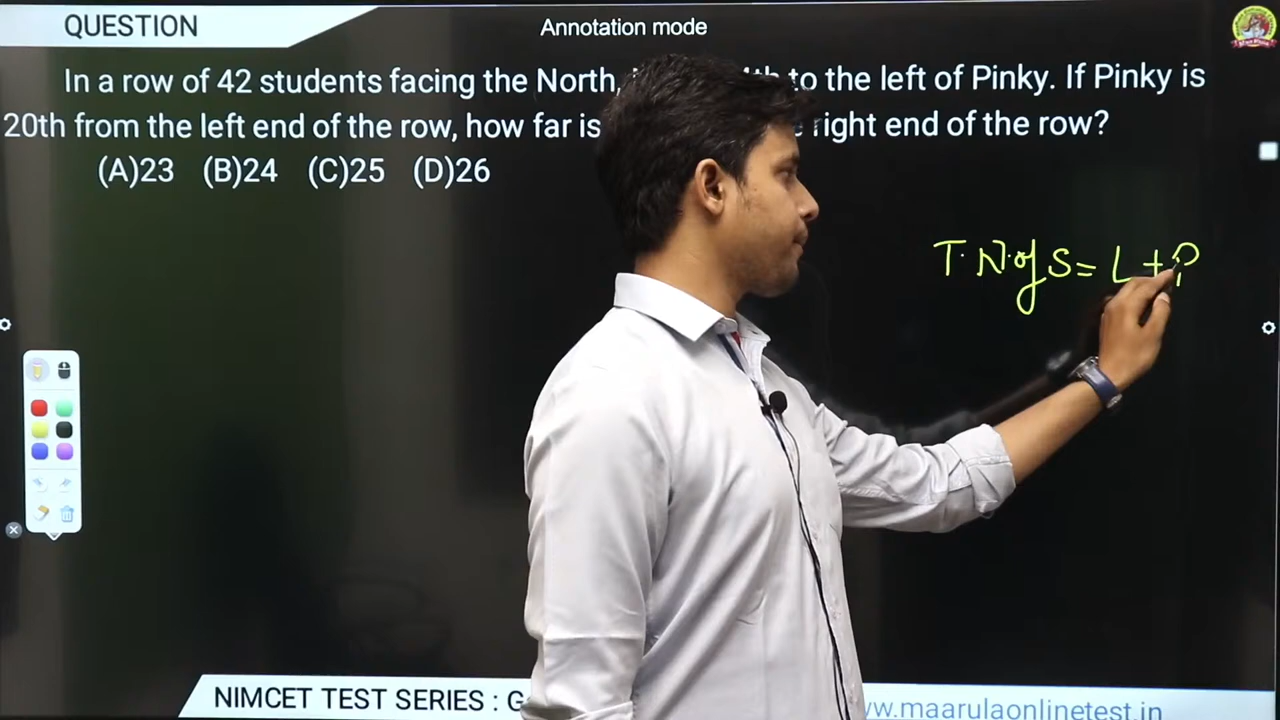 QUESTION
Annotation mode
In a row of 42 students facing the North, to the left of Pinky. If Pinky is
20th from the left end of the row, how far is right end of the row?
(A)23 (B)24 (C)25 (D)26
T. N. of S = L +
NIMCET TEST SERIES :
www.maarulaonlinetest.in